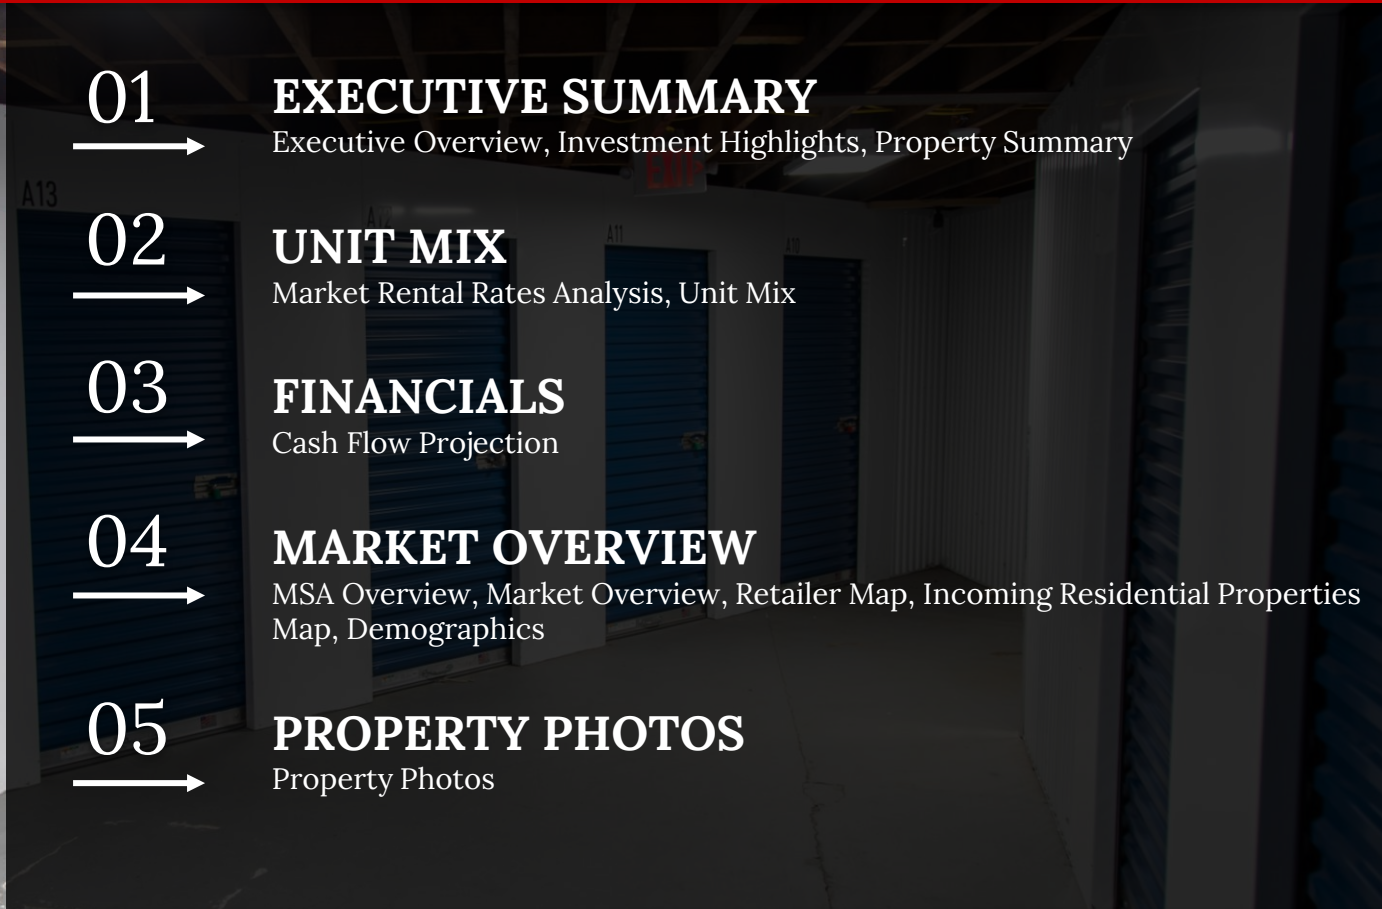 01
EXECUTIVE SUMMARY
Executive Overview, Investment Highlights, Property Summary
EXIT
A13
A12
02
UNIT MIX
A11
A10
Market Rental Rates Analysis, Unit Mix
03
FINANCIALS
Cash Flow Projection
04
MARKET OVERVIEW
MSA Overview, Market Overview, Retailer Map, Incoming Residential Properties
Map, Demographics
05
PROPERTY PHOTOS
Property Photos